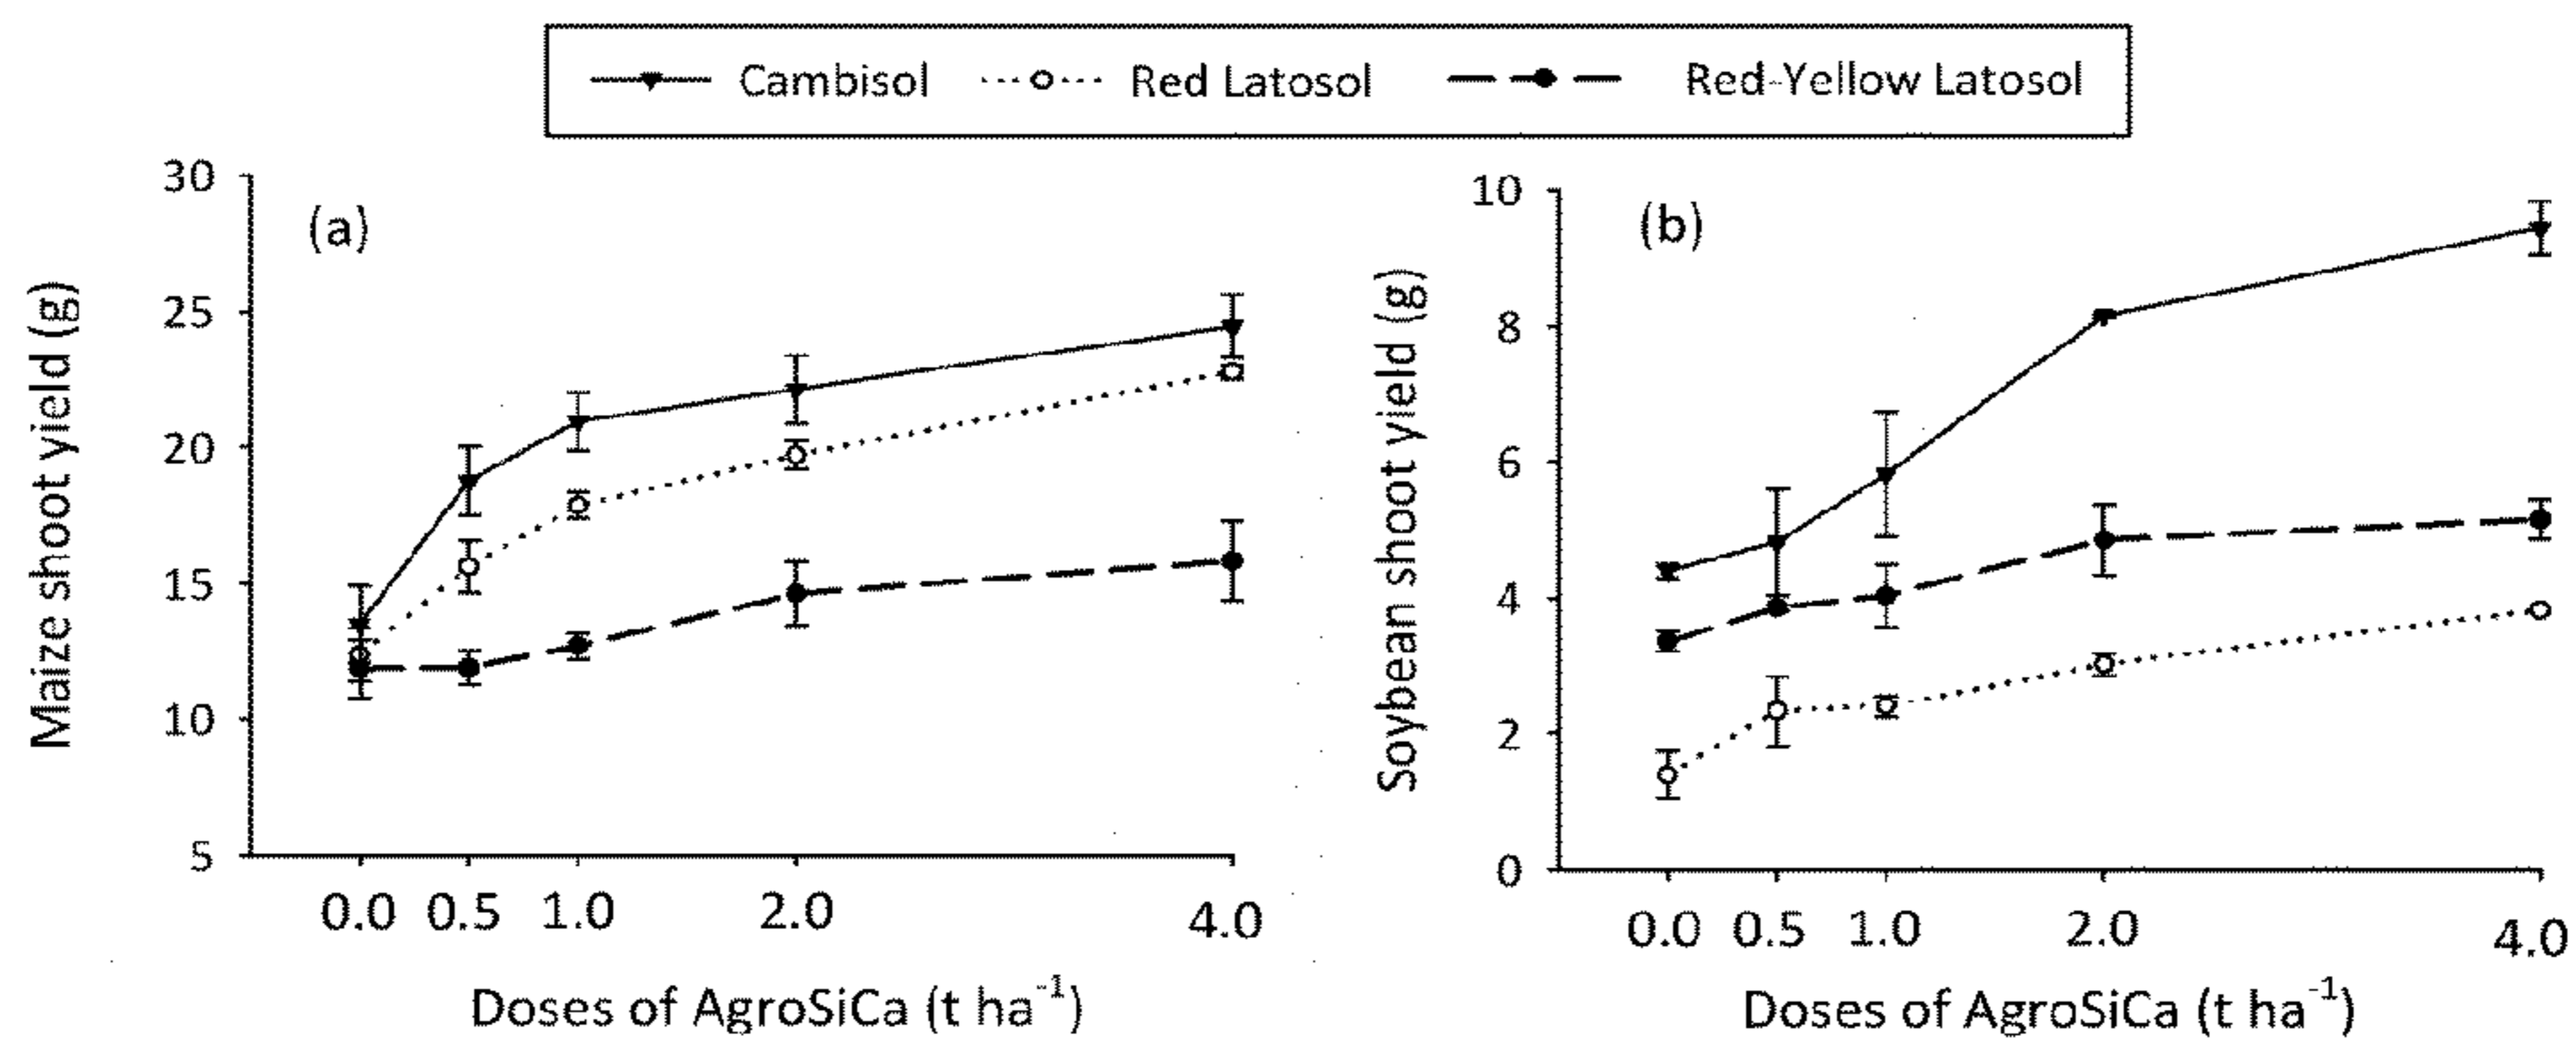 Cambisol Red Latosol Red-Yellow Latosol
(a)
Maize shoot yield (g)
30
25
20
15
10
5
0.0 0.5 1.0 2.0 4.0
Doses of AgroSiCa (t ha⁻¹)
(b)
Soybean shoot yield (g)
10
8
6
4
2
0
0.0 0.5 1.0 2.0 4.0
Doses of AgroSiCa (t ha⁻¹)